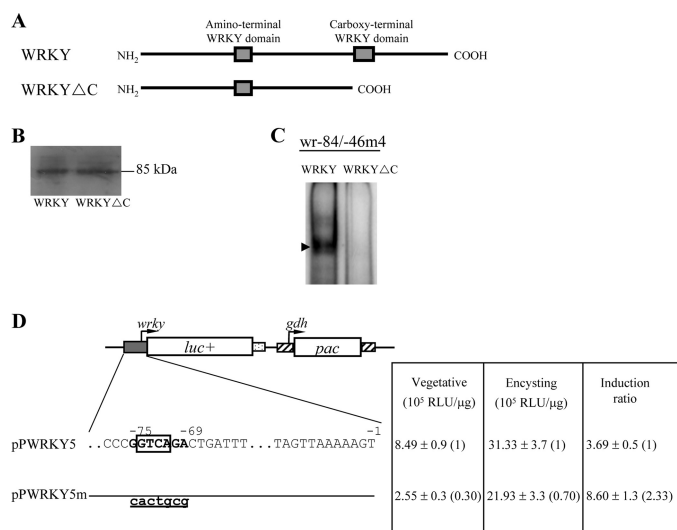 A
Amino-terminal WRKY domain
Carboxy-terminal WRKY domain
WRKY NH2 COOH
WRKY△C NH2 COOH
B
85 kDa
WRKY WRKY△C
C
wr-84/-46m4
WRKY WRKY△C
D
wrky gdh
luc+ pac
Vegetative (10⁵ RLU/µg)
Encysting (10⁵ RLU/µg)
Induction ratio
-75 -69 -1
pPWRKY5 ..CCCGGTCAGACTGATTT...TAGTTAAAAAGT 8.49 ± 0.9 (1) 31.33 ± 3.7 (1) 3.69 ± 0.5 (1)
pPWRKY5m 2.55 ± 0.3 (0.30) 21.93 ± 3.3 (0.70) 8.60 ± 1.3 (2.33)
cactgcg